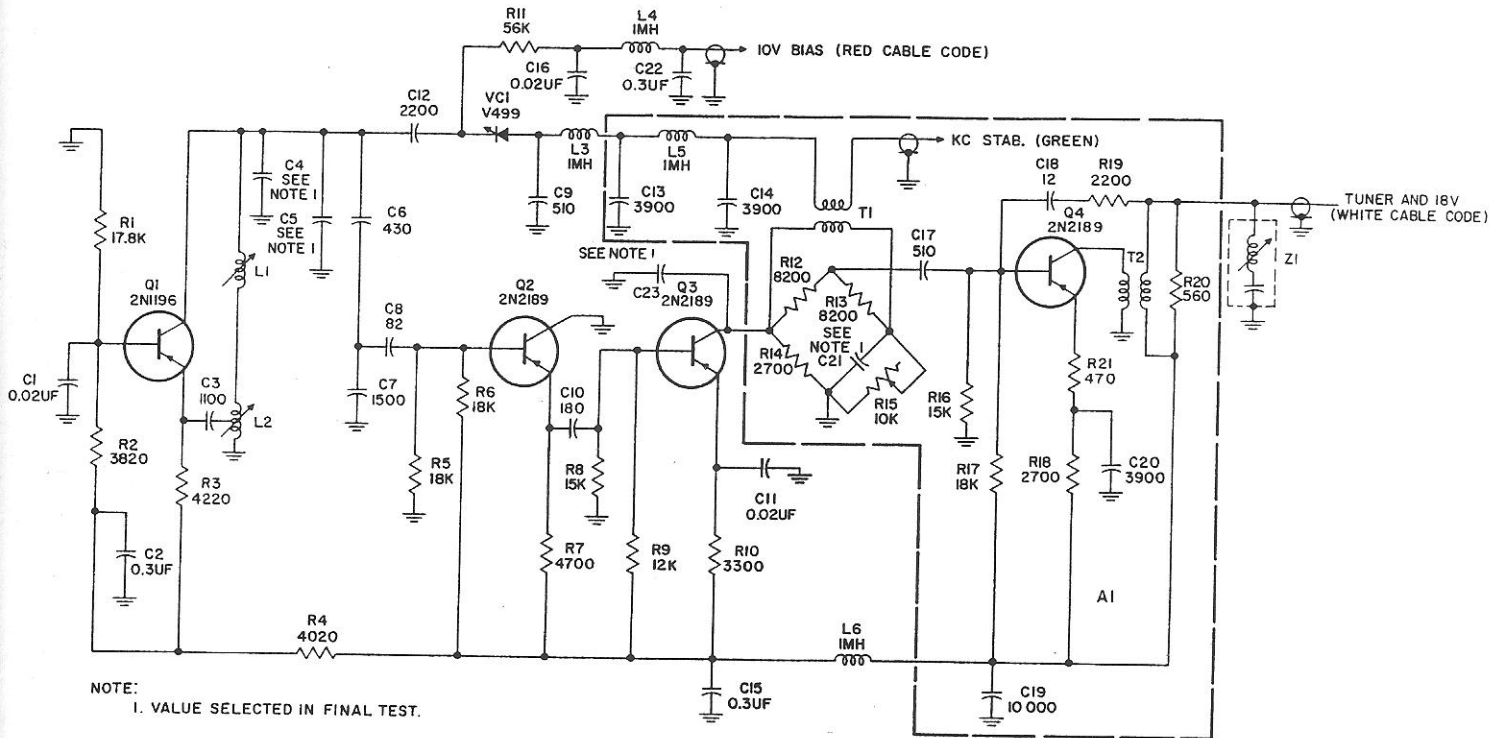 R11
56K
L4
1MH
10V BIAS (RED CABLE CODE)
C16
0.02UF
C22
0.3UF
C12
2200
VC1
V499
L3
1MH
L5
1MH
KC STAB. (GREEN)
C4
SEE
NOTE 1
C5
SEE
NOTE 1
C6
430
C9
510
C13
3900
C14
3900
T1
C18
12
R19
2200
TUNER AND 18V
(WHITE CABLE CODE)
R1
17.8K
L1
SEE NOTE 1
C23
R12
8200
C17
510
Q4
2N2189
T2
R20
560
Z1
Q1
2N1196
C8
82
Q2
2N2189
Q3
2N2189
R13
8200
SEE
NOTE 1
C21
R14
2700
R15
10K
R16
15K
R21
470
C1
0.02UF
C3
1100
L2
C7
1500
R6
18K
C10
180
R2
3820
R3
4220
R5
18K
R8
15K
C11
0.02UF
R17
18K
R18
2700
C20
3900
C2
0.3UF
R7
4700
R9
12K
R10
3300
A1
R4
4020
L6
1MH
C15
0.3UF
C19
10 000
NOTE:
1. VALUE SELECTED IN FINAL TEST.